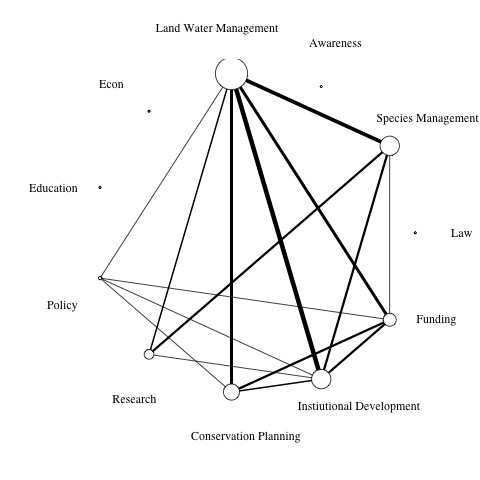 Land Water Management
Awareness
Econ
Species Management
Education
Law
Policy
Funding
Research
Instiutional Development
Conservation Planning